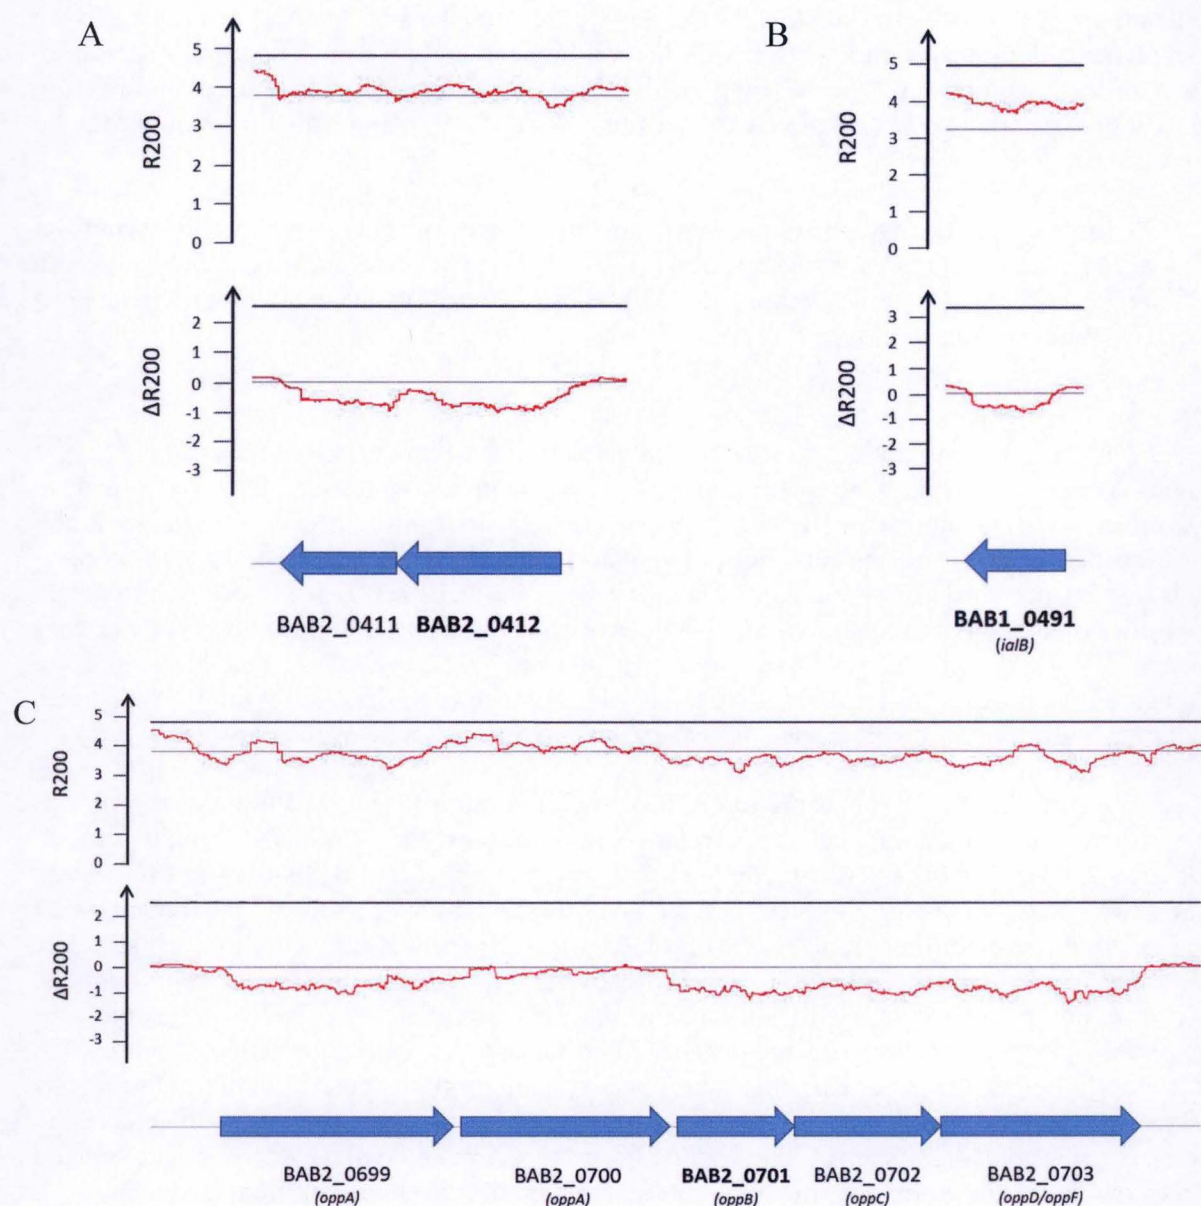 A
R200
5
4
3
2
1
0
ΔR200
2
1
0
-1
-2
-3
BAB2_0411 BAB2_0412
B
R200
5
4
3
2
1
0
ΔR200
3
2
1
0
-1
-2
-3
BAB1_0491
(ialB)
C
R200
5
4
3
2
1
0
ΔR200
2
1
0
-1
-2
-3
BAB2_0699 BAB2_0700 BAB2_0701 BAB2_0702 BAB2_0703
(oppA) (oppA) (oppB) (oppC) (oppD/oppF)